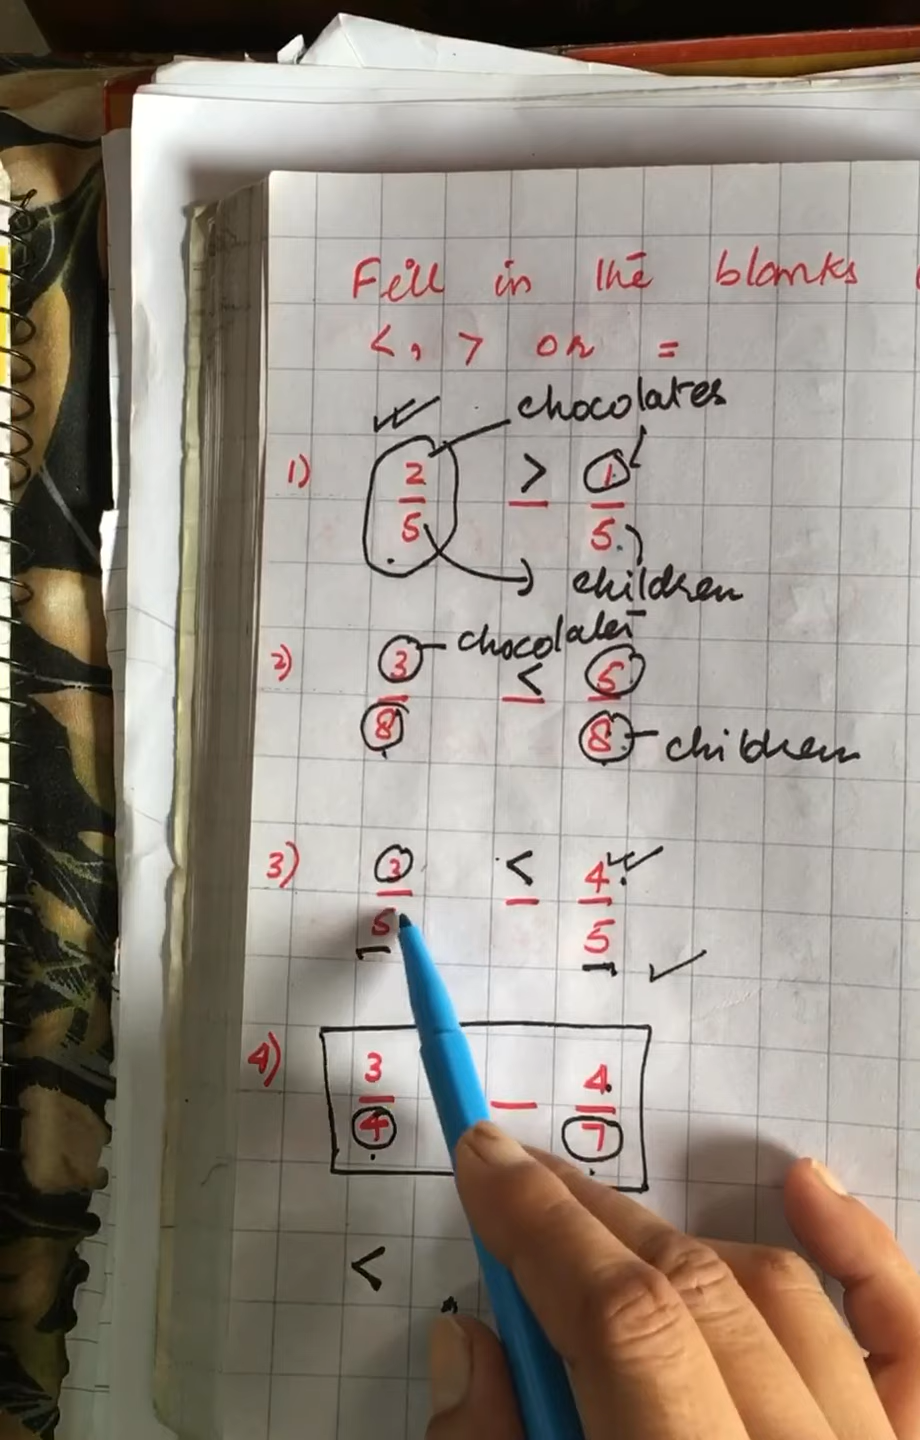 Fill in the blanks
<, > or =
chocolates
1) 2/5 > 1/5
children
chocolates
2) 3/8 < 5/8
children
3) 3/5 < 4/5
4) 3/4 _ 4/7
<